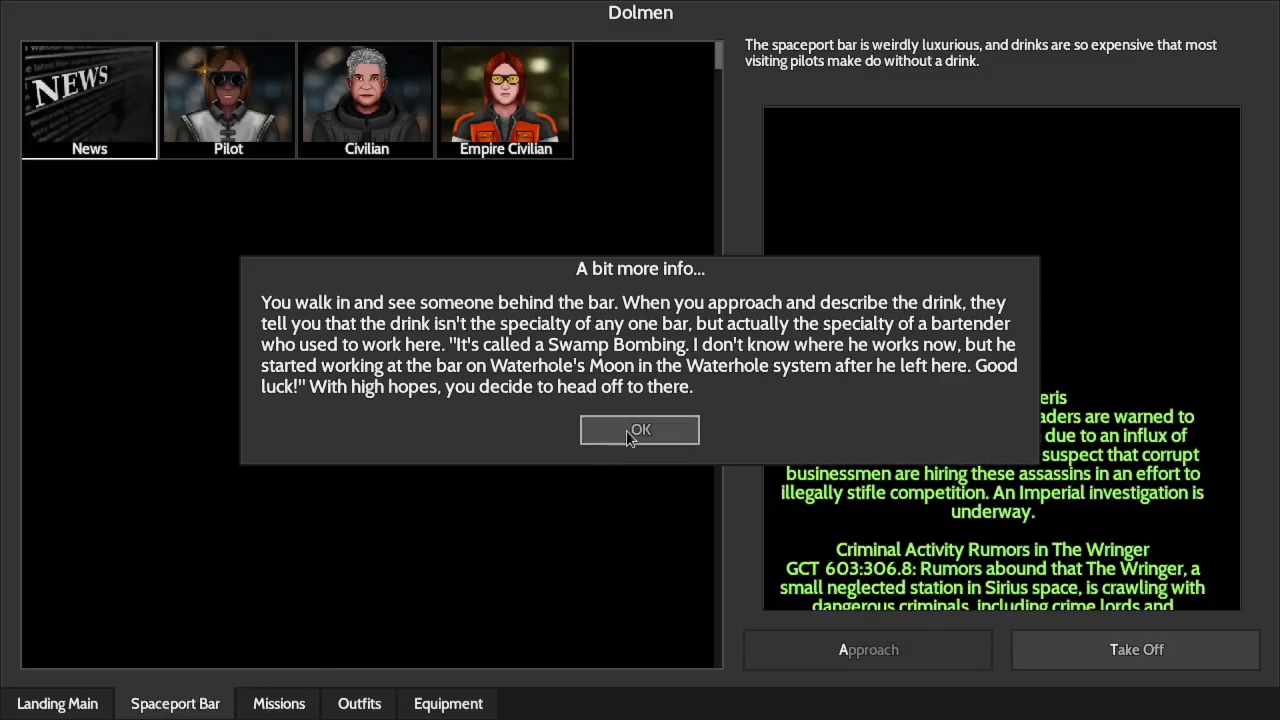 Dolmen
NEWS
News
Pilot
Civilian
Empire Civilian
The spaceport bar is weirdly luxurious, and drinks are so expensive that most
visiting pilots make do without a drink.
A bit more info...
You walk in and see someone behind the bar. When you approach and describe the drink, they
tell you that the drink isn't the specialty of any one bar, but actually the specialty of a bartender
who used to work here. "It's called a Swamp Bombing. I don't know where he works now, but he
started working at the bar on Waterhole's Moon in the Waterhole system after he left here. Good
luck!" With high hopes, you decide to head off to there.
OK
eris
aders are warned to
due to an influx of
suspect that corrupt
businessmen are hiring these assassins in an effort to
illegally stifle competition. An Imperial investigation is
underway.
Criminal Activity Rumors in The Wringer
GCT 603:306.8: Rumors abound that The Wringer, a
small neglected station in Sirius space, is crawling with
dangerous criminals, including crime lords and
Approach
Take Off
Landing Main
Spaceport Bar
Missions
Outfits
Equipment